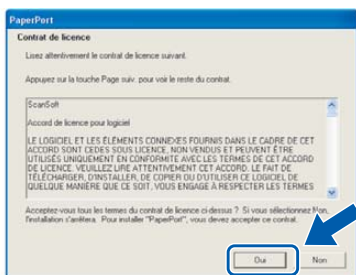 PaperPort
Contrat de licence
Lisez attentivement le contrat de licence suivant.
Appuyez sur la touche Page suiv. pour voir le reste du contrat.
ScanSoft
Accord de licence pour logiciel
LE LOGICIEL ET LES ÉLÉMENTS CONNEXES FOURNIS DANS LE CADRE DE CET
ACCORD SONT CEDES SOUS LICENCE, NON VENDUS ET PEUVENT ÊTRE
UTILISÉS UNIQUEMENT EN CONFORMITE AVEC LES TERMES DE CET ACCORD
DE LICENCE. VEUILLEZ LIRE ATTENTIVEMENT CET ACCORD. LE FAIT DE
TÉLÉCHARGER, D'INSTALLER, DE COPIER OU D'UTILISER CE LOGICIEL DE
QUELQUE MANIÈRE QUE CE SOIT, VOUS ENGAGE À RESPECTER LES TERMES
Acceptez-vous tous les termes du contrat de licence ci-dessus ? Si vous sélectionnez Non,
l'installation s'arrêtera. Pour installer "PaperPort", vous devez accepter ce contrat.
Oui
Non